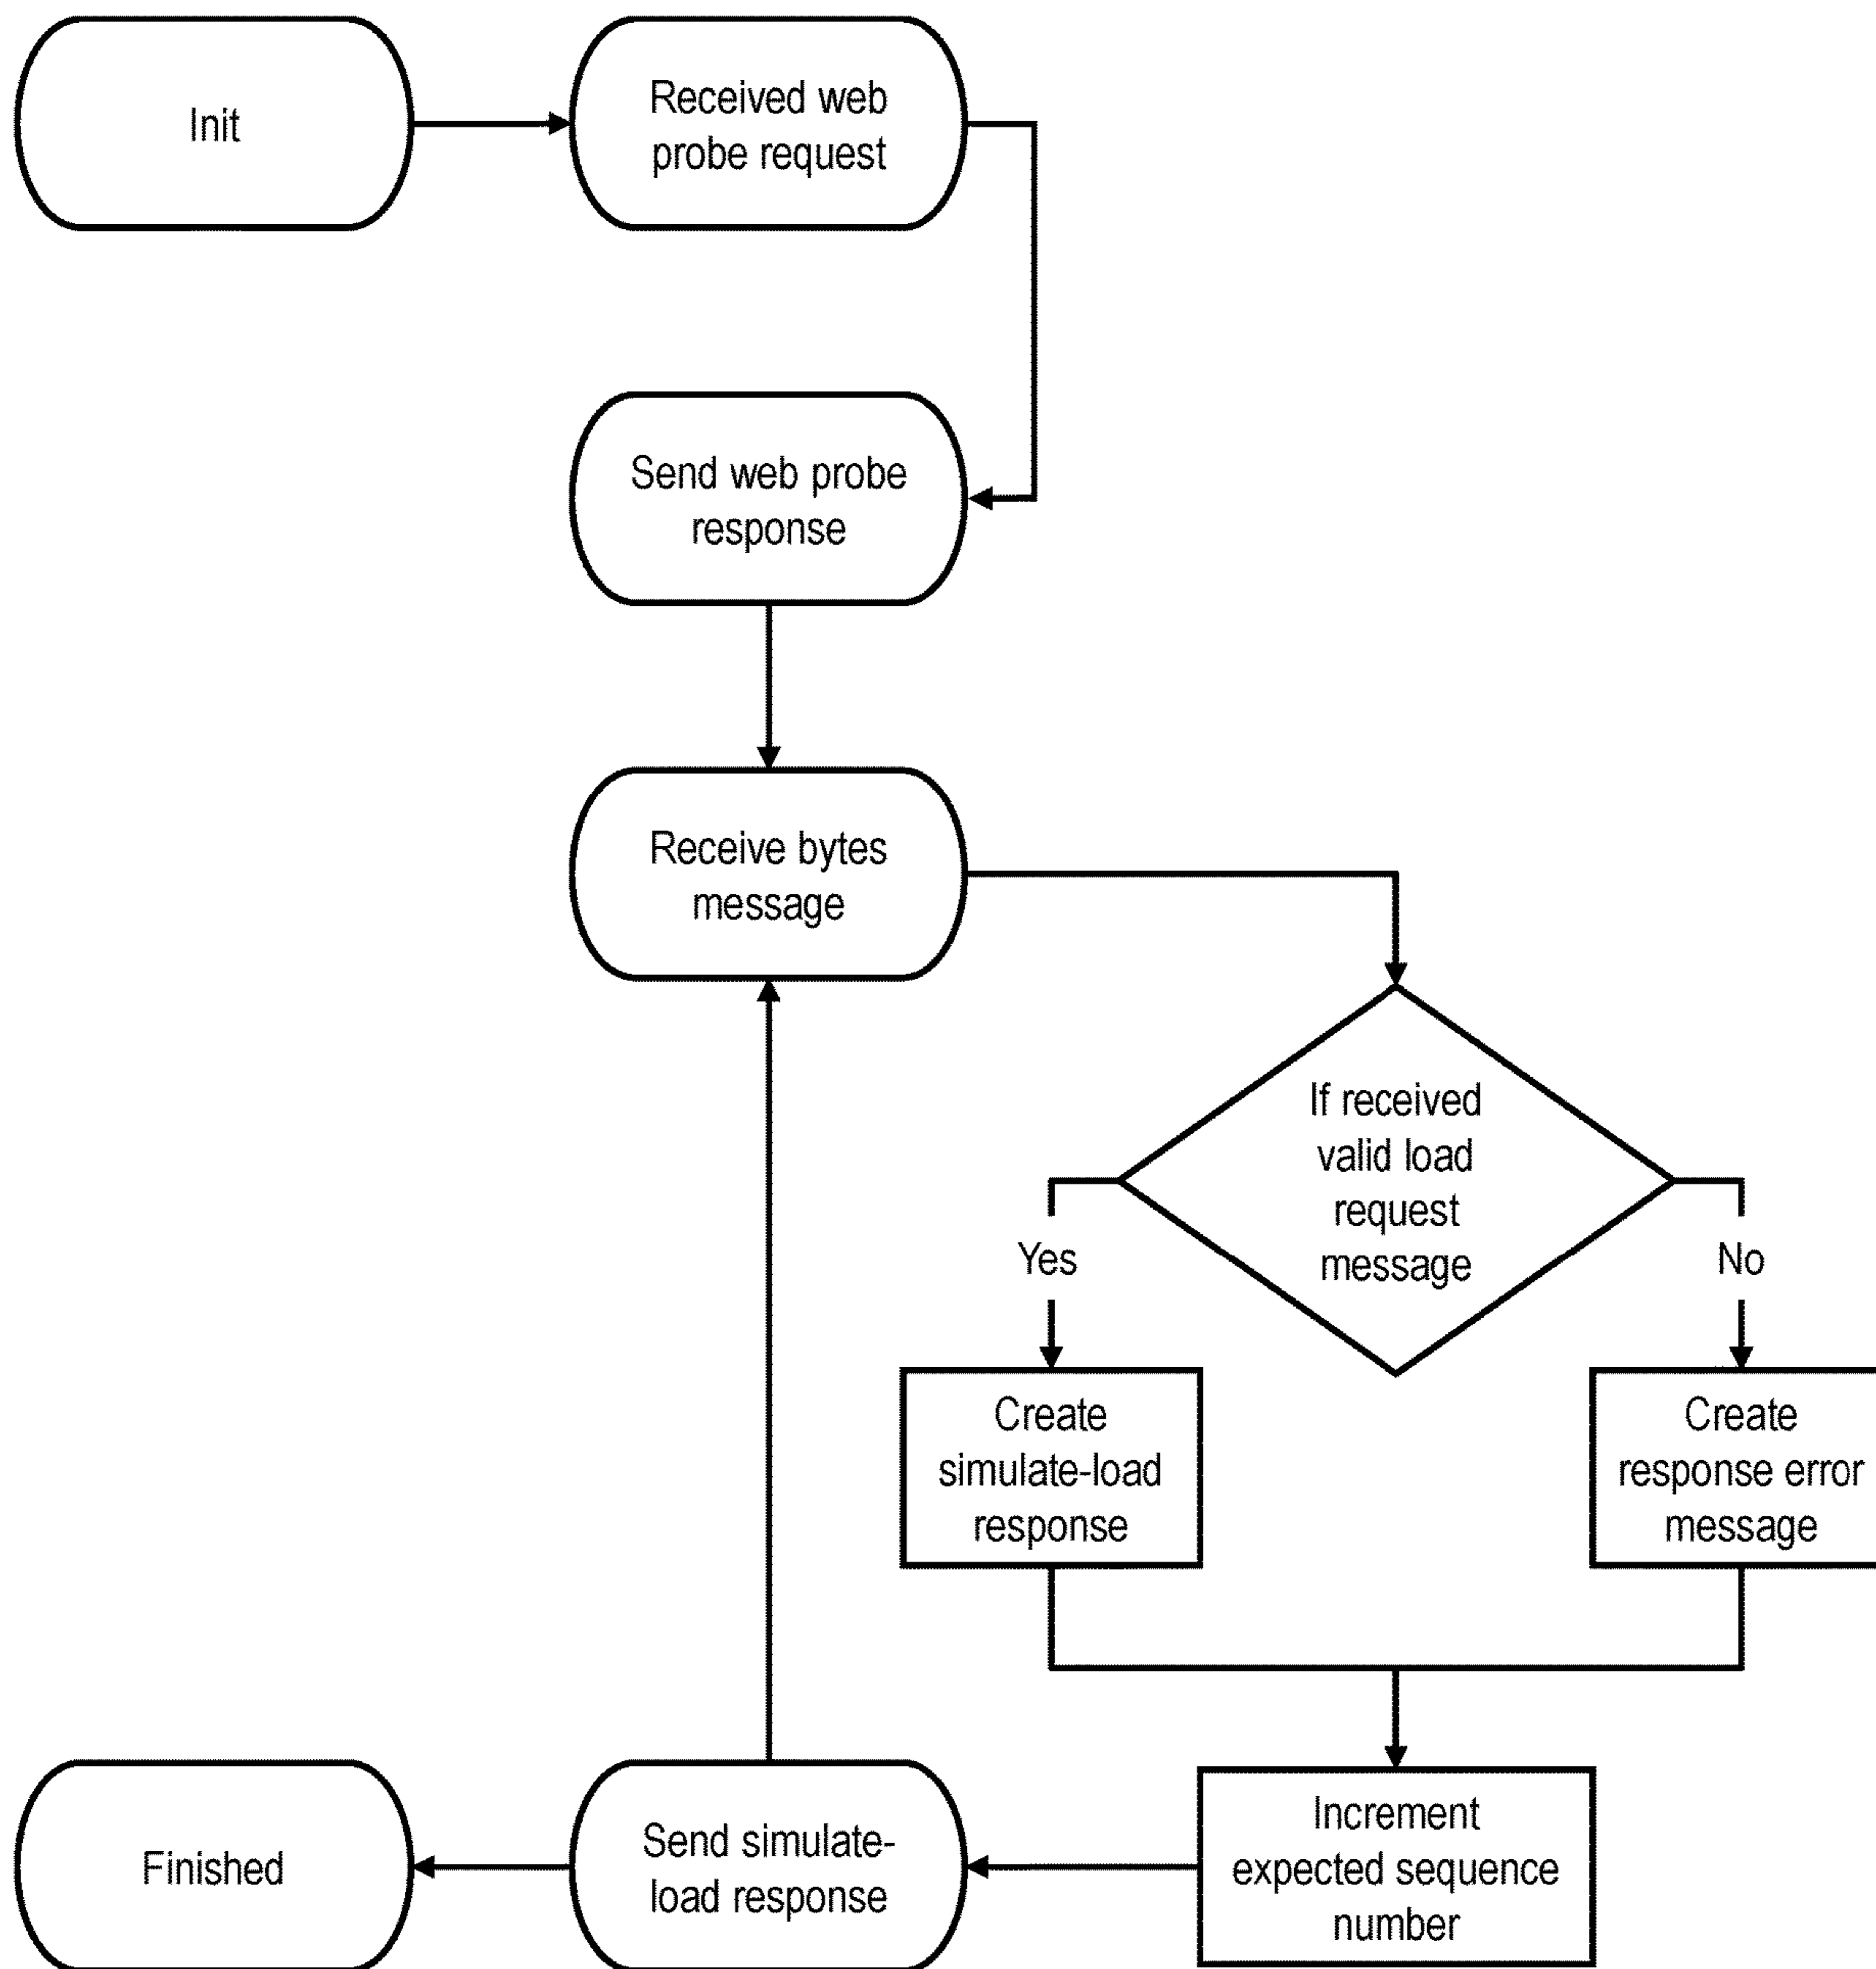 Init
Received web
probe request
Send web probe
response
Receive bytes
message
If received
valid load
request
message
Yes
No
Create
simulate-load
response
Create
response error
message
Increment
expected sequence
number
Send simulate-
load response
Finished